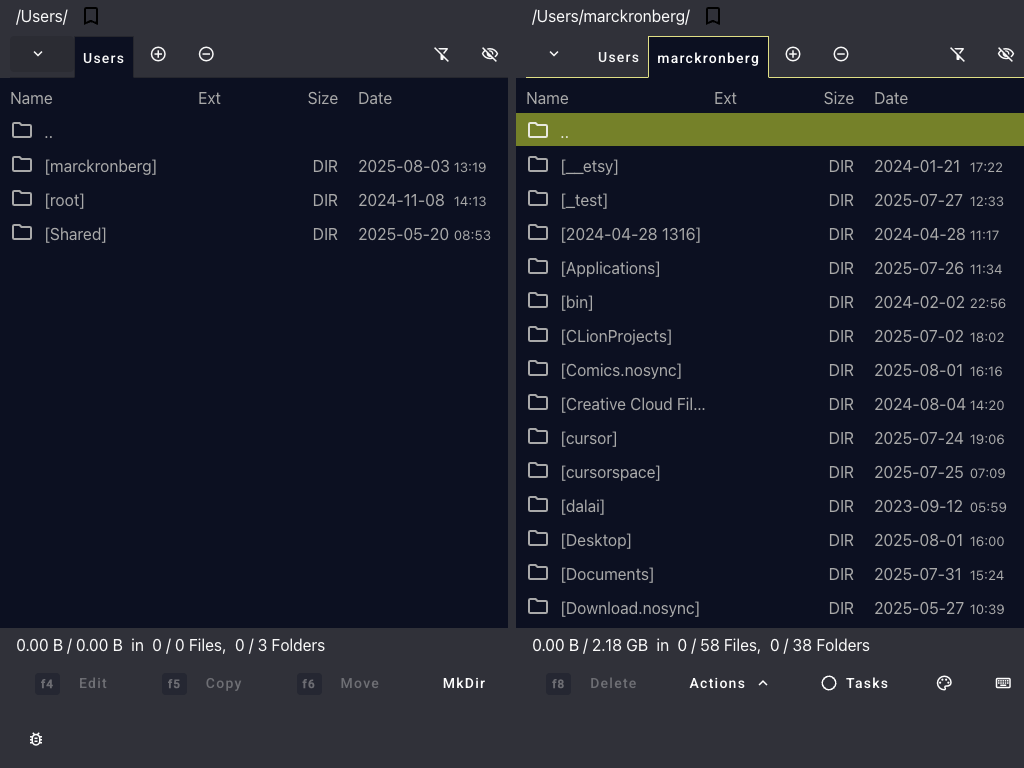 /Users/
Users
Name Ext Size Date
..
[marckronberg] DIR 2025-08-03 13:19
[root] DIR 2024-11-08 14:13
[Shared] DIR 2025-05-20 08:53
0.00 B / 0.00 B in 0 / 0 Files, 0 / 3 Folders
/Users/marckronberg/
Users marckronberg
Name Ext Size Date
..
[__etsy] DIR 2024-01-21 17:22
[_test] DIR 2025-07-27 12:33
[2024-04-28 1316] DIR 2024-04-28 11:17
[Applications] DIR 2025-07-26 11:34
[bin] DIR 2024-02-02 22:56
[CLionProjects] DIR 2025-07-02 18:02
[Comics.nosync] DIR 2025-08-01 16:16
[Creative Cloud Fil... DIR 2024-08-04 14:20
[cursor] DIR 2025-07-24 19:06
[cursorspace] DIR 2025-07-25 07:09
[dalai] DIR 2023-09-12 05:59
[Desktop] DIR 2025-08-01 16:00
[Documents] DIR 2025-07-31 15:24
[Download.nosync] DIR 2025-05-27 10:39
0.00 B / 2.18 GB in 0 / 58 Files, 0 / 38 Folders
f4 Edit f5 Copy f6 Move MkDir f8 Delete Actions Tasks